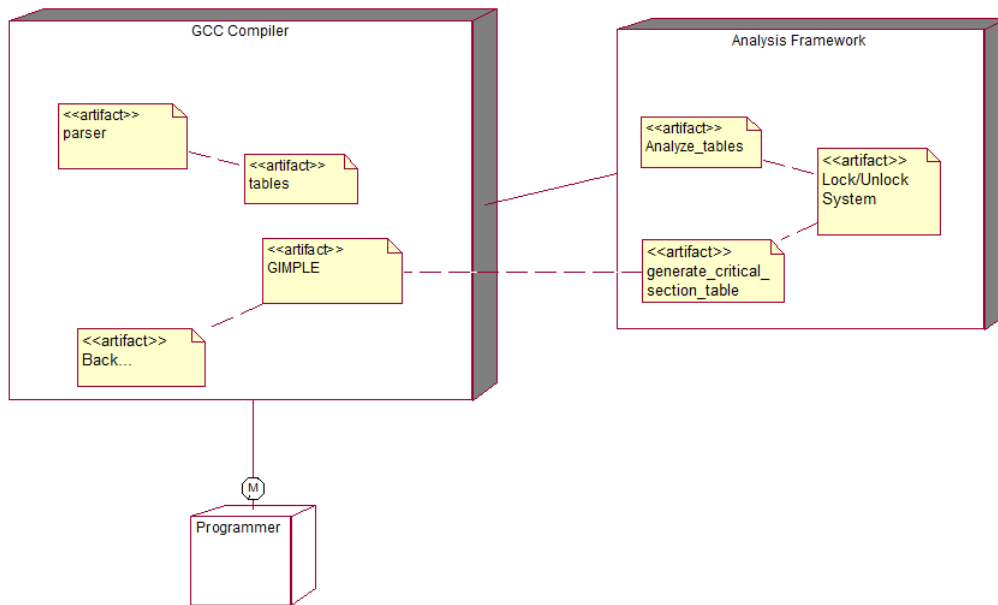 GCC Compiler
<<artifact>>
parser
<<artifact>>
tables
<<artifact>>
GIMPLE
<<artifact>>
Back...
Analysis Framework
<<artifact>>
Analyze_tables
<<artifact>>
Lock/Unlock
System
<<artifact>>
generate_critical_
section_table
M
Programmer